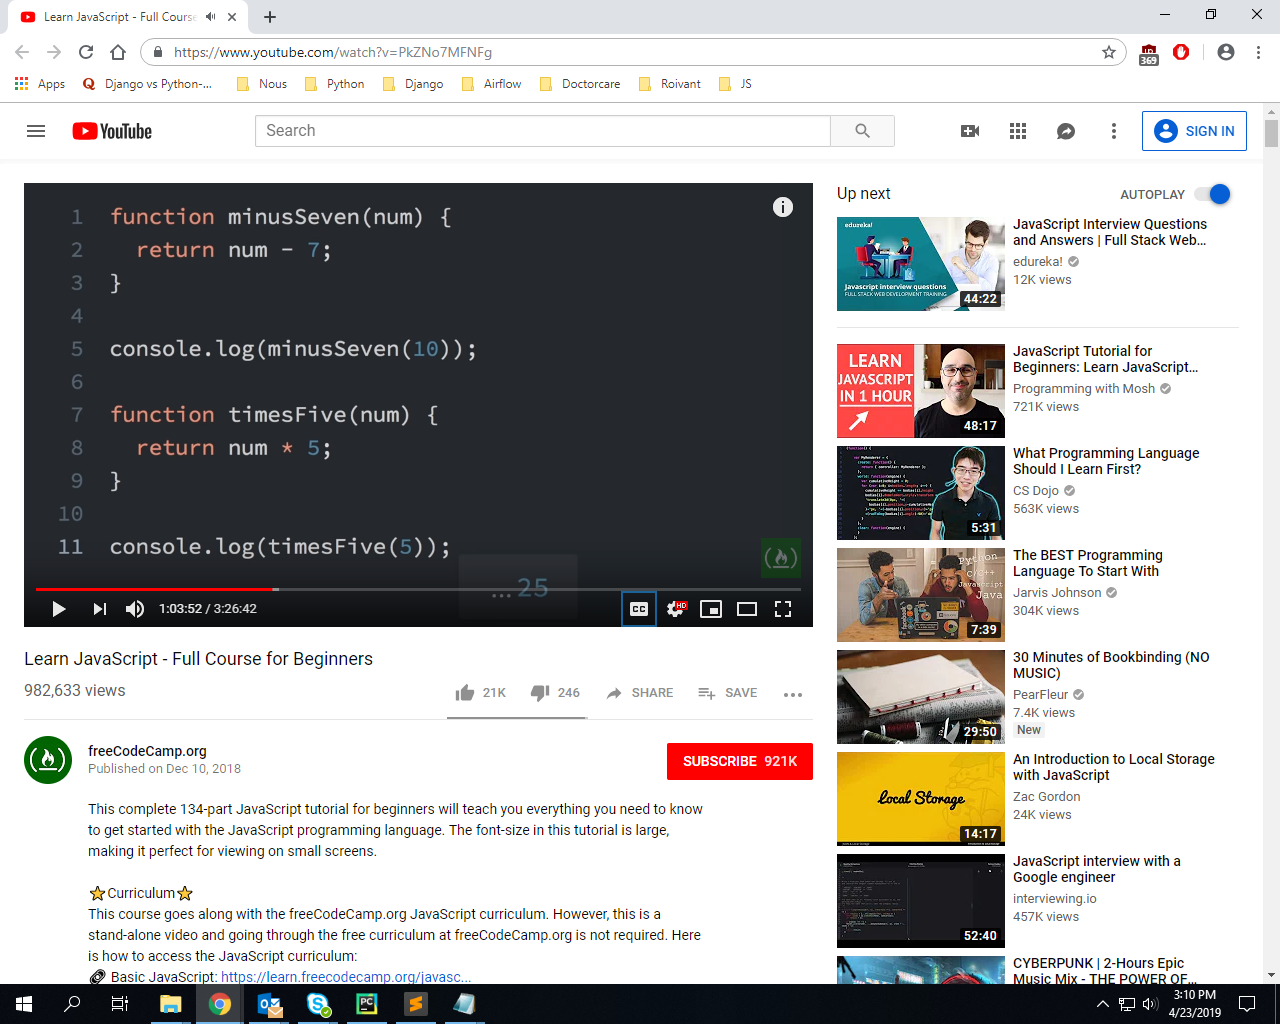 Learn JavaScript - Full Course
https://www.youtube.com/watch?v=PkZNo7MFNFg
369
Apps
Django vs Python-...
Nous
Python
Django
Airflow
Doctorcare
Roivant
JS
YouTube
Search
SIGN IN
1 function minusSeven(num) {
2 return num - 7;
3 }
4
5 console.log(minusSeven(10));
6
7 function timesFive(num) {
8 return num * 5;
9 }
10
11 console.log(timesFive(5));
... 25
1:03:52 / 3:26:42
CC
HD
Learn JavaScript - Full Course for Beginners
982,633 views
21K
246
SHARE
SAVE
freeCodeCamp.org
Published on Dec 10, 2018
SUBSCRIBE 921K
This complete 134-part JavaScript tutorial for beginners will teach you everything you need to know
to get started with the JavaScript programming language. The font-size in this tutorial is large,
making it perfect for viewing on small screens.
⭐Curriculum⭐
This course goes along with the freeCodeCamp.org JavaScript curriculum. However, this is a
stand-alone video and going through the free curriculum at freeCodeCamp.org is not required. Here
is how to access the JavaScript curriculum:
🔗 Basic JavaScript: https://learn.freecodecamp.org/javasc...
Up next
AUTOPLAY
edureka!
Javascript interview questions
FULL STACK WEB DEVELOPMENT TRAINING
44:22
JavaScript Interview Questions
and Answers | Full Stack Web...
edureka!
12K views
LEARN
JAVASCRIPT
IN 1 HOUR
48:17
JavaScript Tutorial for
Beginners: Learn JavaScript...
Programming with Mosh
721K views
5:31
What Programming Language
Should I Learn First?
CS Dojo
563K views
Python
C/C++
Javascript
Java
7:39
The BEST Programming
Language To Start With
Jarvis Johnson
304K views
29:50
30 Minutes of Bookbinding (NO
MUSIC)
PearFleur
7.4K views
New
Local Storage
14:17
An Introduction to Local Storage
with JavaScript
Zac Gordon
24K views
52:40
JavaScript interview with a
Google engineer
interviewing.io
457K views
CYBERPUNK | 2-Hours Epic
Music Mix - THE POWER OF...
3:10 PM
4/23/2019